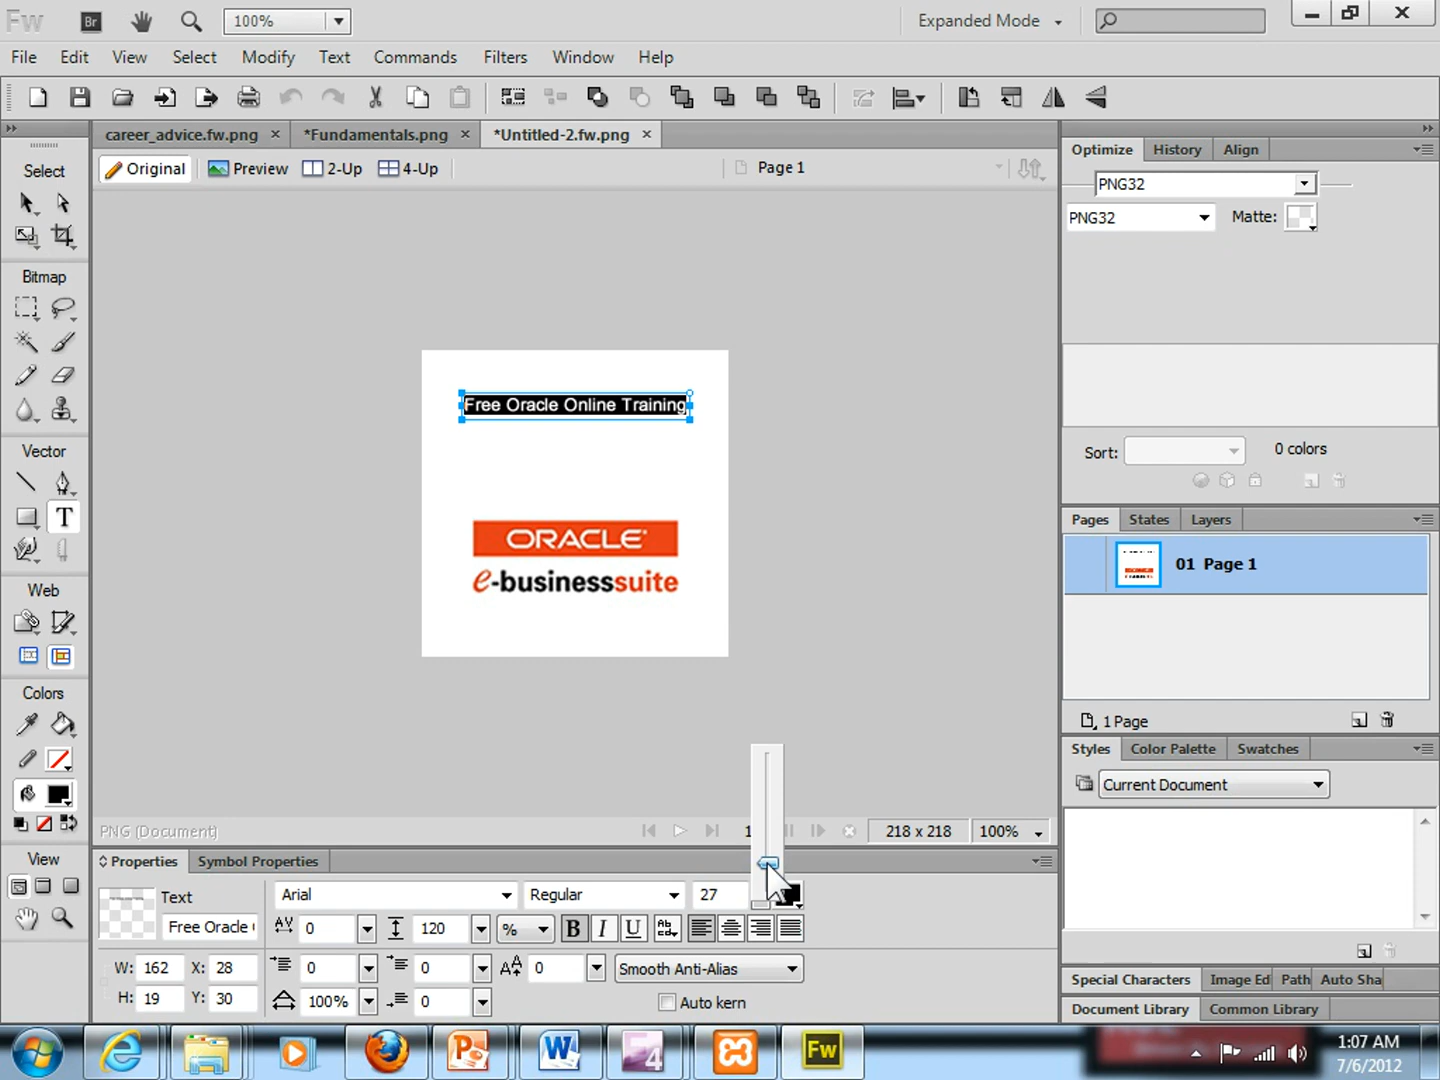 Fw Br 100% Expanded Mode
File Edit View Select Modify Text Commands Filters Window Help
career_advice.fw.png × *Fundamentals.png × *Untitled-2.fw.png ×
Original Preview 2-Up 4-Up Page 1
Select
Bitmap
Vector
T
Web
Colors
View
Free Oracle Online Training
ORACLE
e-businesssuite
PNG (Document) 218 x 218 100%
Properties Symbol Properties
Text Arial Regular 27
Free Oracle 0 120 % B I U
W: 162 X: 28 0 0 0 Smooth Anti-Alias
H: 19 Y: 30 100% 0 Auto kern
Optimize History Align
PNG32
PNG32 Matte:
Sort: 0 colors
Pages States Layers
01 Page 1
1 Page
Styles Color Palette Swatches
Current Document
Special Characters Image Ed Path Auto Sha
Document Library Common Library
P W 4 Fw
1:07 AM
7/6/2012